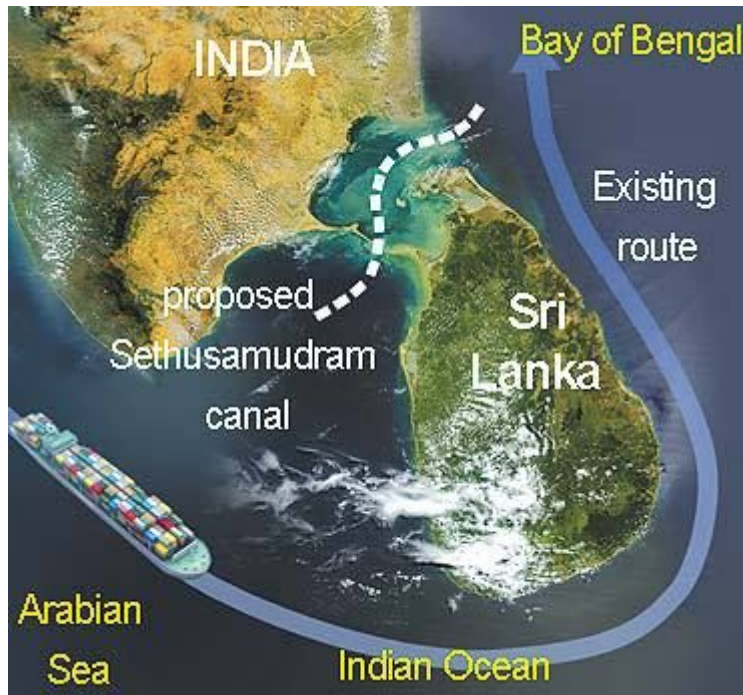 INDIA
Bay of Bengal
Existing
route
proposed
Sethusamudram
canal
Sri
Lanka
Arabian
Sea
Indian Ocean